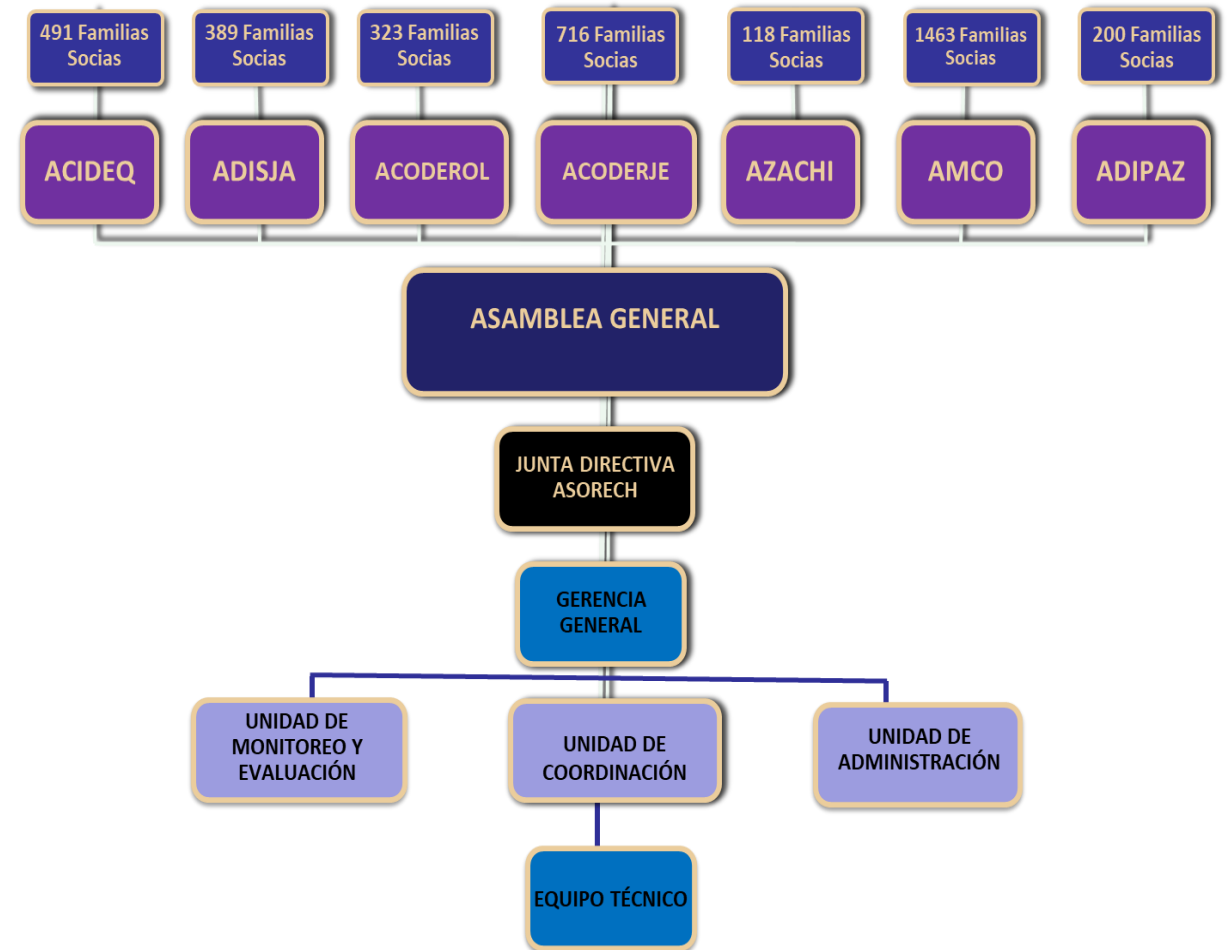 491 Familias
Socias
389 Familias
Socias
323 Familias
Socias
716 Familias
Socias
118 Familias
Socias
1463 Familias
Socias
200 Familias
Socias
ACIDEQ
ADISJA
ACODEROL
ACODERJE
AZACHI
AMCO
ADIPAZ
ASAMBLEA GENERAL
JUNTA DIRECTIVA
ASORECH
GERENCIA
GENERAL
UNIDAD DE
MONITOREO Y
EVALUACIÓN
UNIDAD DE
COORDINACIÓN
UNIDAD DE
ADMINISTRACIÓN
EQUIPO TÉCNICO